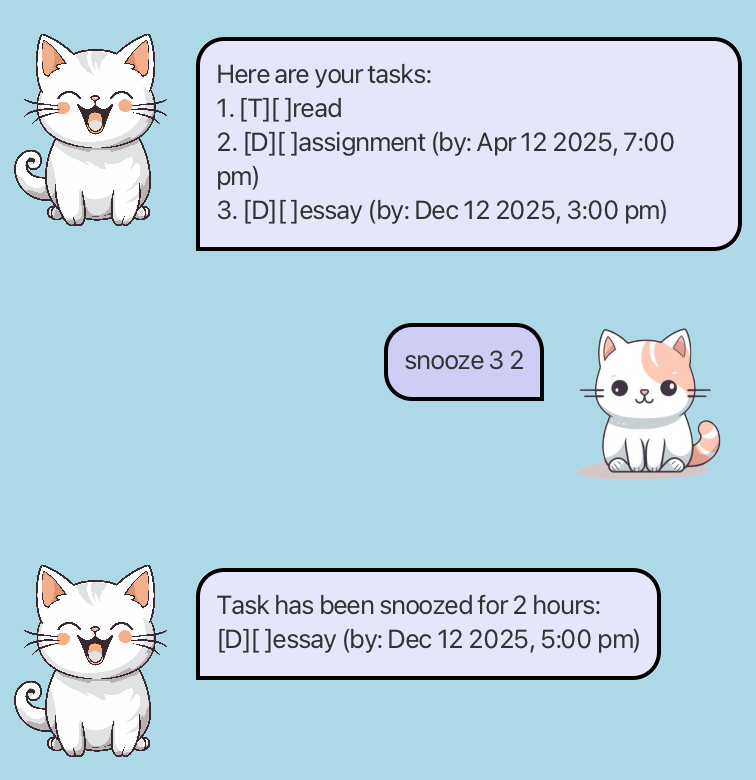 Here are your tasks:
1. [T][ ]read
2. [D][ ]assignment (by: Apr 12 2025, 7:00
pm)
3. [D][ ]essay (by: Dec 12 2025, 3:00 pm)
snooze 3 2
Task has been snoozed for 2 hours:
[D][ ]essay (by: Dec 12 2025, 5:00 pm)